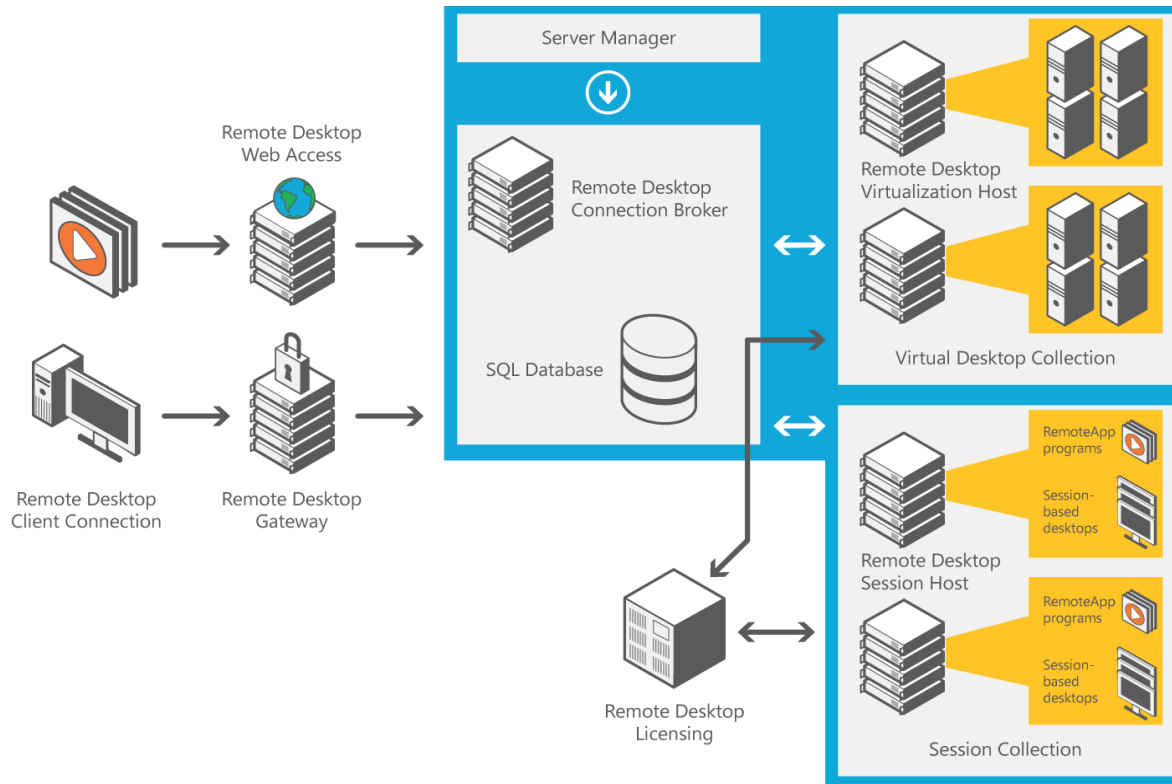 Server Manager
Remote Desktop
Web Access
Remote Desktop
Connection Broker
SQL Database
Remote Desktop
Client Connection
Remote Desktop
Gateway
Remote Desktop
Licensing
Remote Desktop
Virtualization Host
Virtual Desktop Collection
RemoteApp
programs
Session-
based
desktops
Remote Desktop
Session Host
RemoteApp
programs
Session-
based
desktops
Session Collection